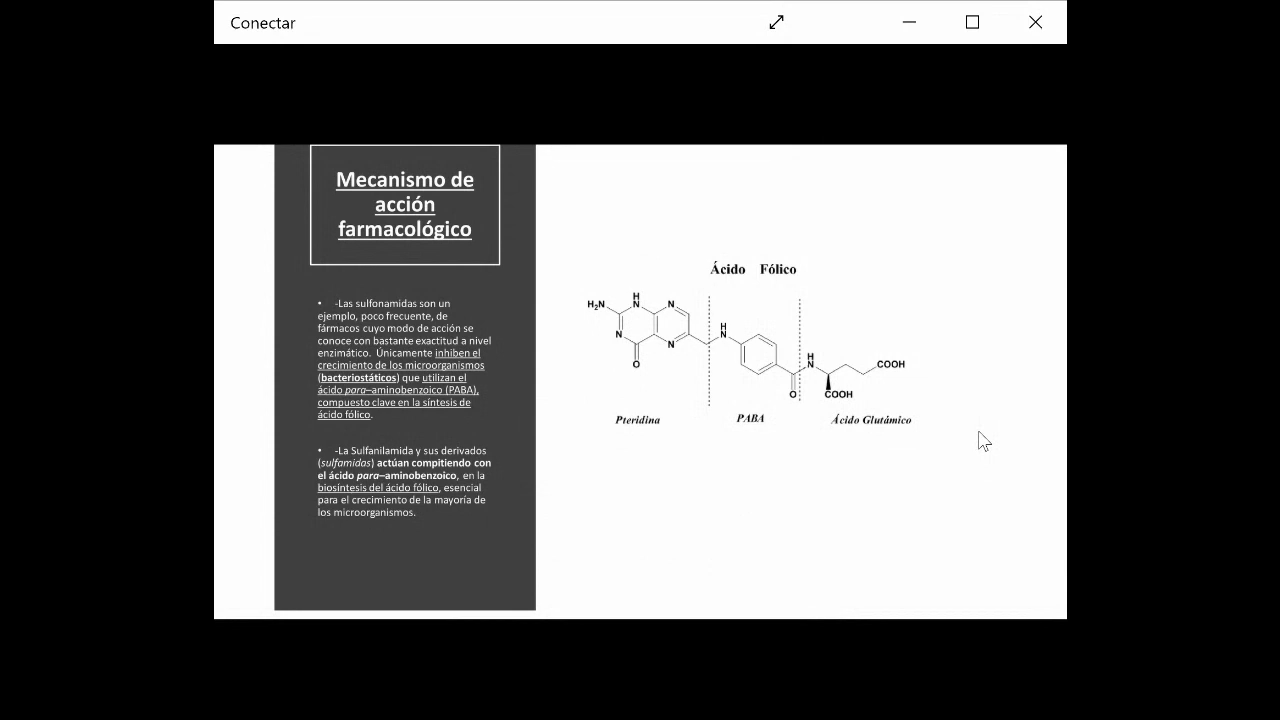 Conectar
Mecanismo de
acción
farmacológico
• -Las sulfonamidas son un
ejemplo, poco frecuente, de
fármacos cuyo modo de acción se
conoce con bastante exactitud a nivel
enzimático. Únicamente inhiben el
crecimiento de los microorganismos
(bacteriostáticos) que utilizan el
ácido para–aminobenzoico (PABA),
compuesto clave en la síntesis de
ácido fólico.
• -La Sulfanilamida y sus derivados
(sulfamidas) actúan compitiendo con
el ácido para–aminobenzoico, en la
biosíntesis del ácido fólico, esencial
para el crecimiento de la mayoría de
los microorganismos.
Ácido Fólico
H
H₂N N N
N N
O
H
N
H
N
O
COOH
COOH
Pteridina PABA Ácido Glutámico